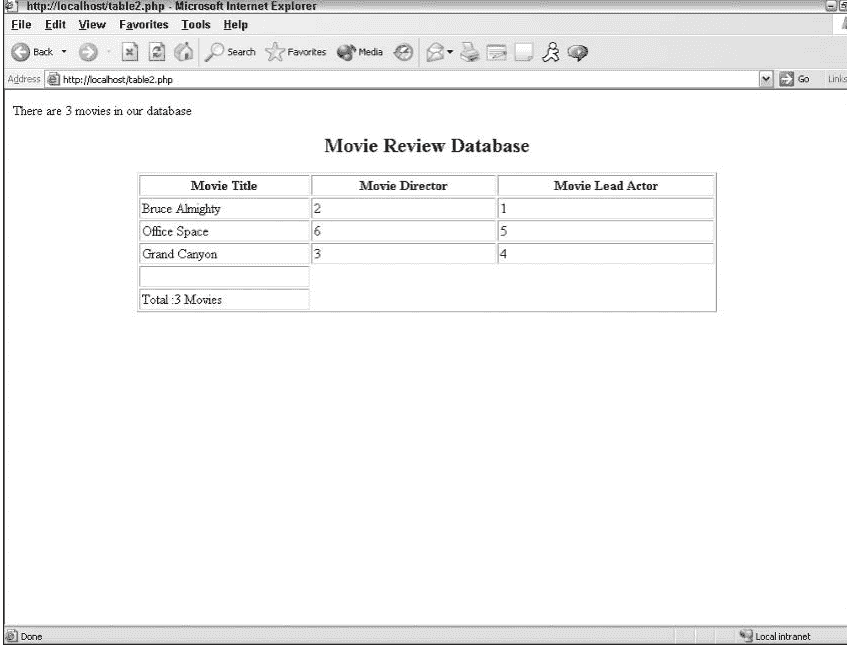 http://localhost/table2.php - Microsoft Internet Explorer
File Edit View Favorites Tools Help
Back Search Favorites Media
Address http://localhost/table2.php Go Links
There are 3 movies in our database
Movie Review Database
Movie Title Movie Director Movie Lead Actor
Bruce Almighty 2 1
Office Space 6 5
Grand Canyon 3 4
Total :3 Movies
Done Local intranet